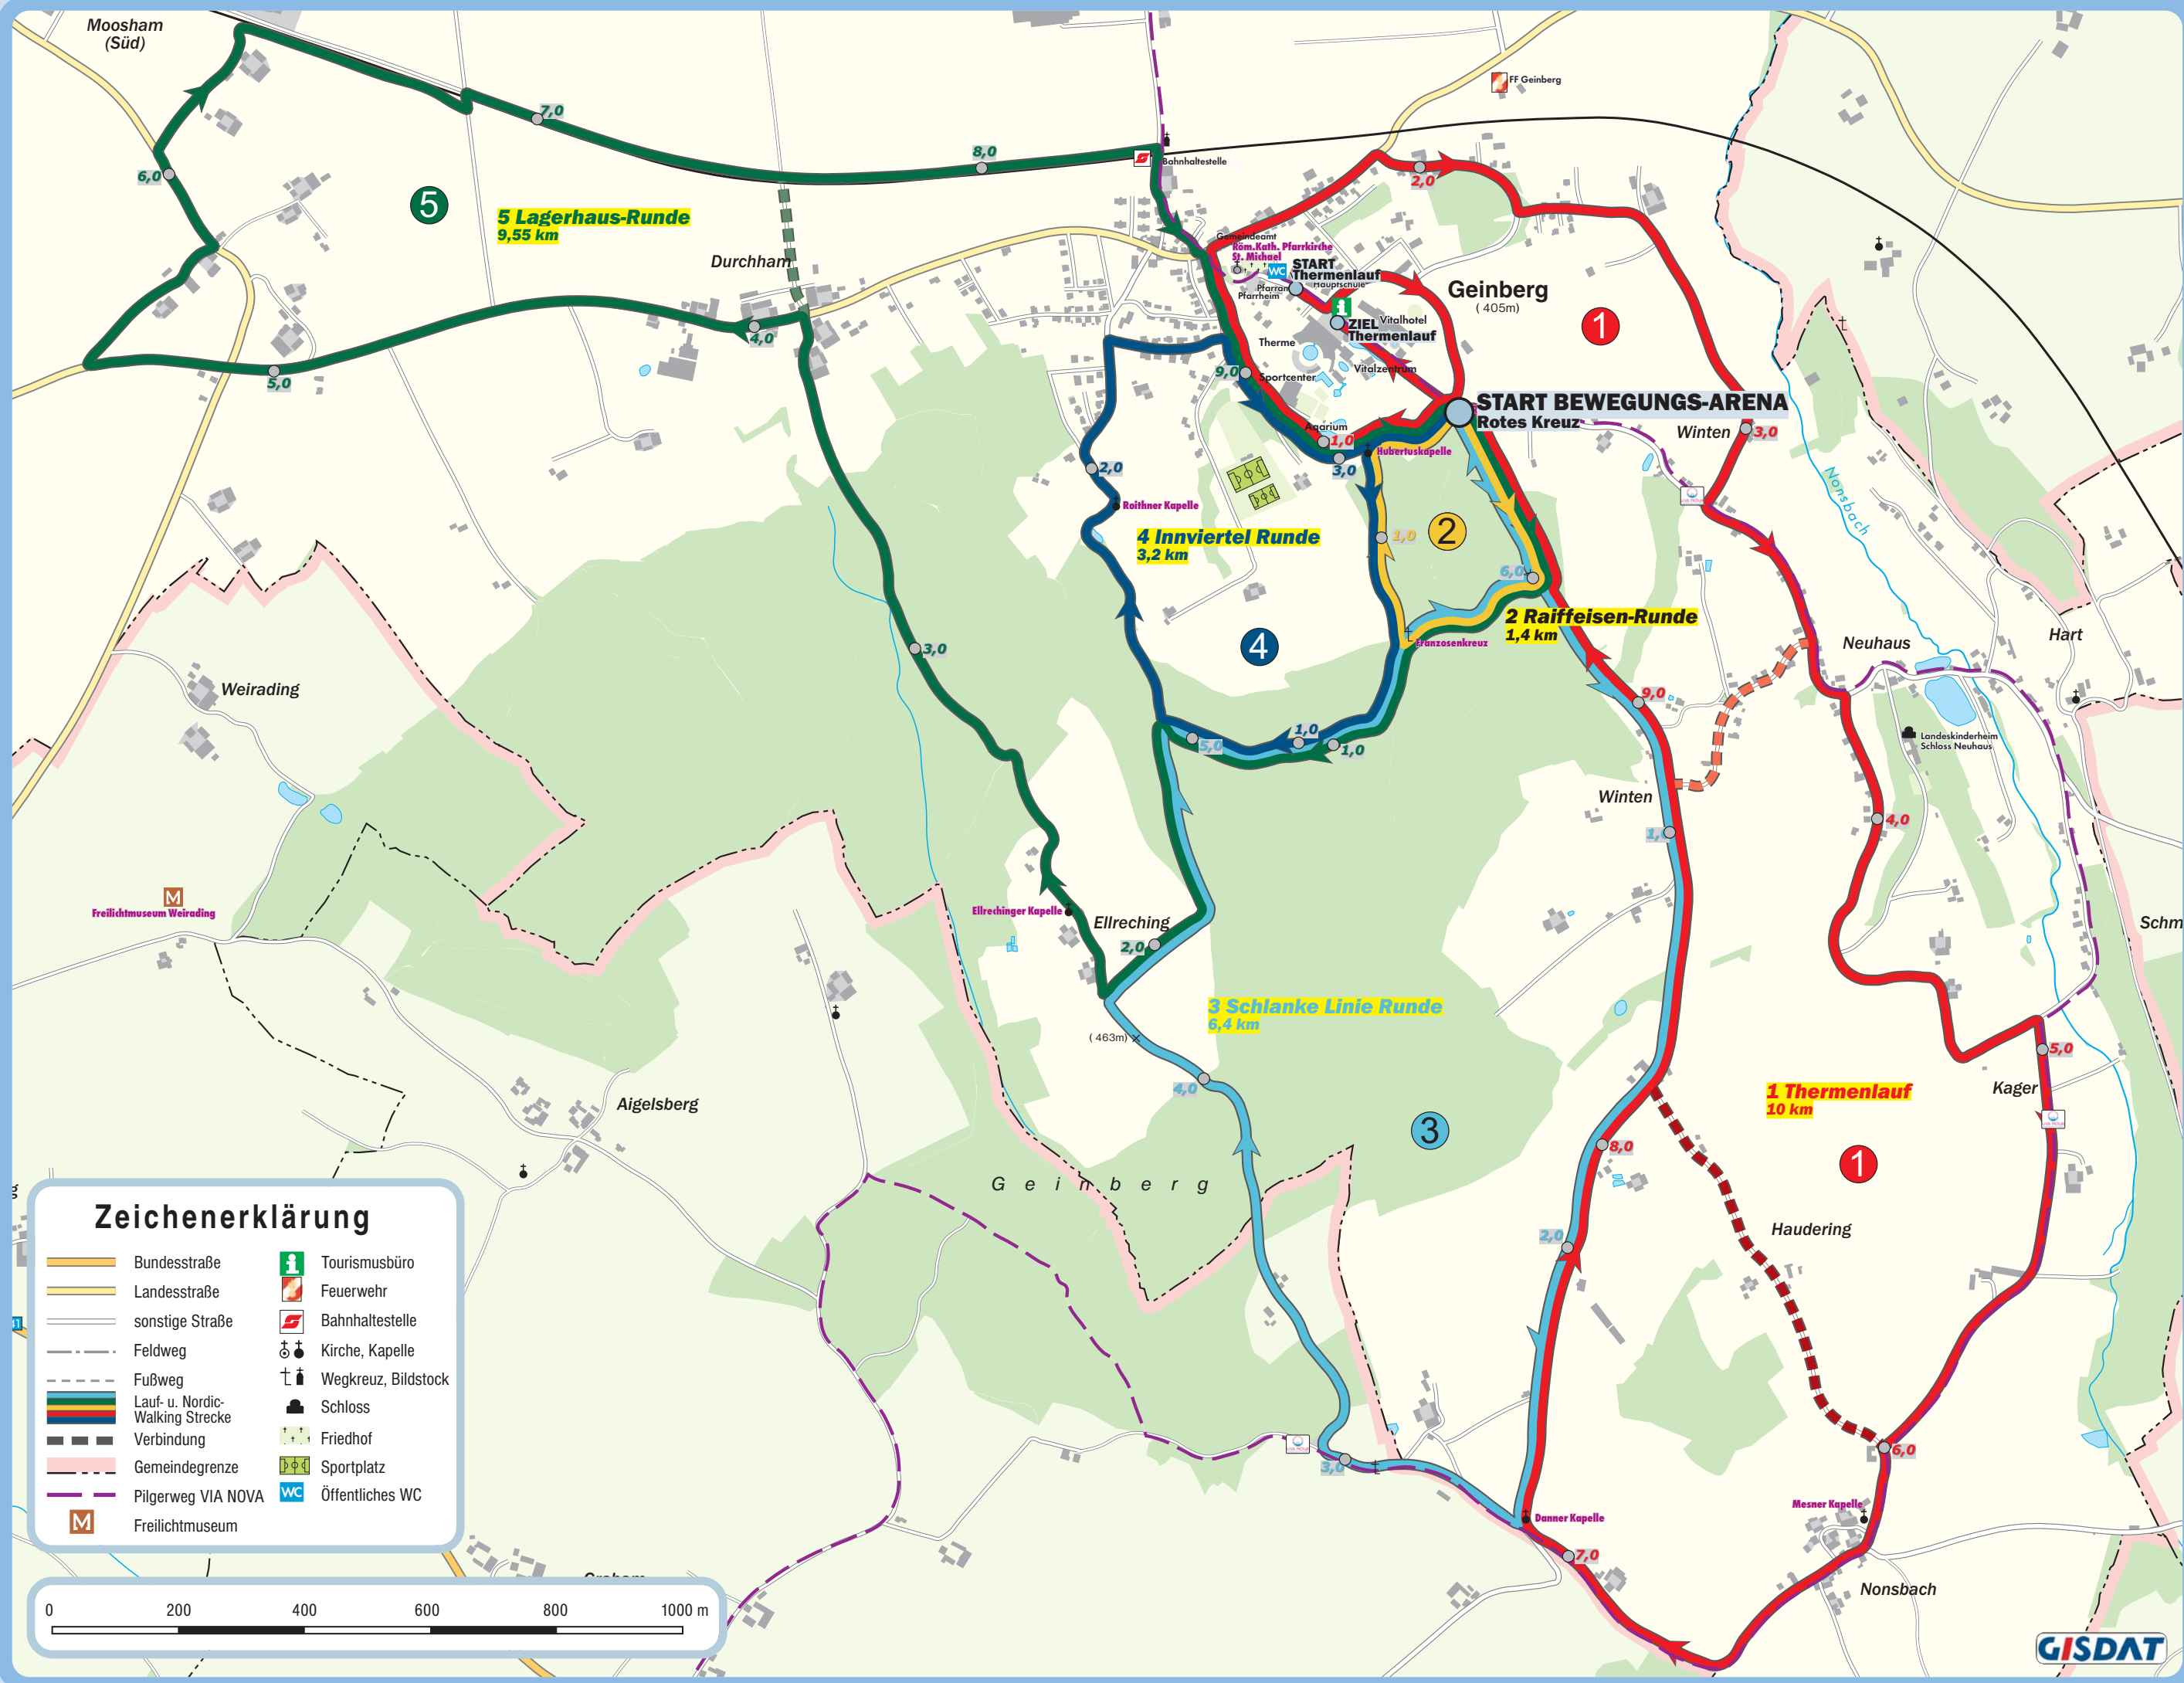 Moosham
(Süd)
FF Geinberg
7,0
8,0
Bahnhaltestelle
6,0
2,0
5
5 Lagerhaus-Runde
9,55 km
Gemeindeamt
Röm.Kath. Pfarrkirche
St. Michael
WC
START
Thermenlauf
Hauptschule
Pfarrheim
Durchham
Geinberg
( 405m)
1
Vitalhotel
ZIEL
Thermenlauf
Therme
4,0
5,0
9,0
Sportcenter
Vitalzentrum
START BEWEGUNGS-ARENA
Rotes Kreuz
Winten
3,0
Aqarium
1,0
Hubertuskapelle
3,0
2,0
Nonsbach
Roithner Kapelle
4 Innviertel Runde
3,2 km
1,0
2
6,0
2 Raiffeisen-Runde
1,4 km
Franzosenkreuz
4
3,0
Neuhaus
Hart
Weirading
9,0
1,0
5,0
1,0
Landeskinderheim
Schloss Neuhaus
Winten
1,0
4,0
M
Freilichtmuseum Weirading
Ellrechinger Kapelle
Ellreching
2,0
Schm
3 Schlanke Linie Runde
6,4 km
( 463m)
5,0
4,0
Kager
1 Thermenlauf
10 km
Aigelsberg
3
8,0
1
Geinberg
2,0
Haudering
6,0
3,0
Danner Kapelle
Mesner Kapelle
7,0
Nonsbach
Zeichenerklärung
Bundesstraße
Landesstraße
sonstige Straße
Feldweg
Fußweg
Lauf- u. Nordic-
Walking Strecke
Verbindung
Gemeindegrenze
Pilgerweg VIA NOVA
M
Freilichtmuseum
Tourismusbüro
Feuerwehr
Bahnhaltestelle
Kirche, Kapelle
Wegkreuz, Bildstock
Schloss
Friedhof
Sportplatz
WC
Öffentliches WC
0 200 400 600 800 1000 m
GISDAT